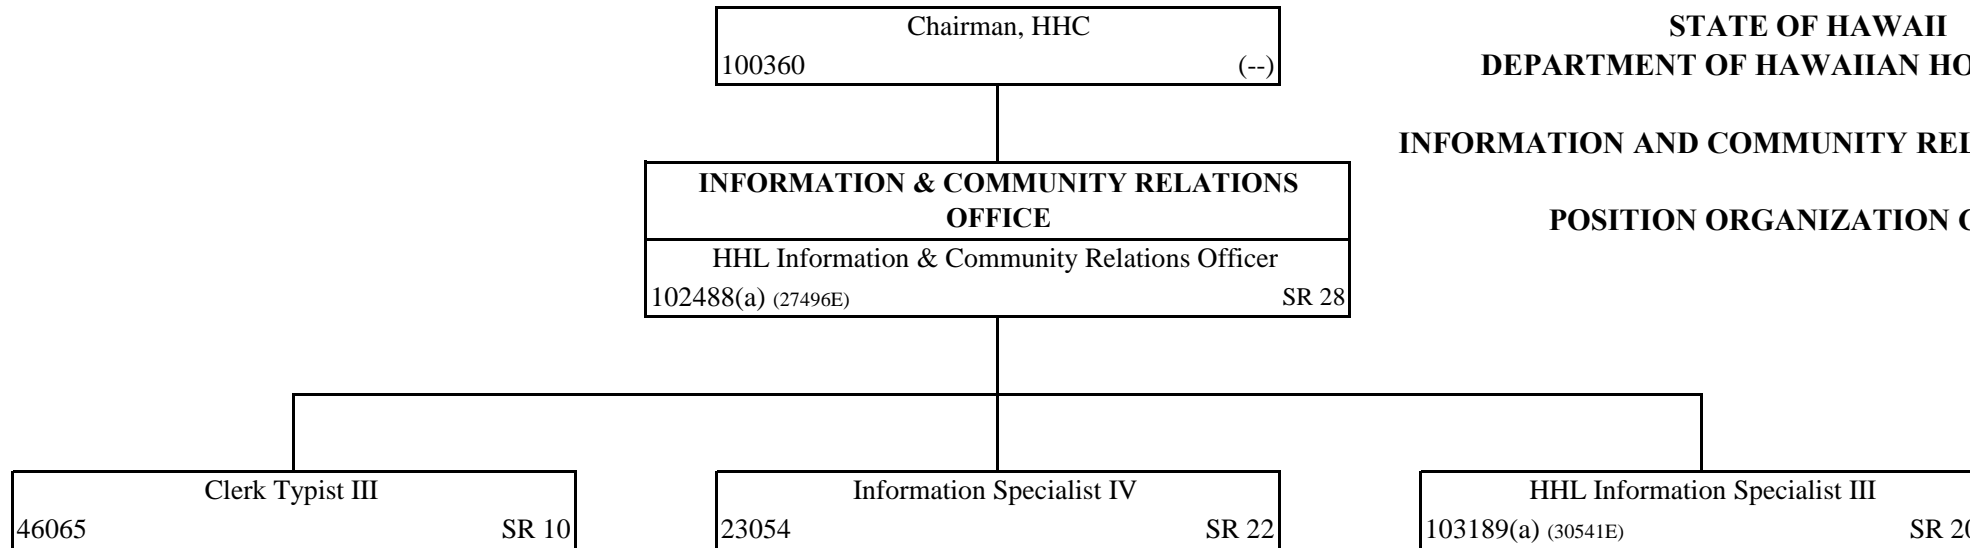 Chairman, HHC
100360 (--)
STATE OF HAWAII
DEPARTMENT OF HAWAIIAN
INFORMATION AND COMMUNITY
POSITION ORGANIZATION
INFORMATION & COMMUNITY RELATIONS
OFFICE
HHL Information & Community Relations Officer
102488(a) (27496E) SR 28
Clerk Typist III
46065 SR 10
Information Specialist IV
23054 SR 22
HHL Information Specialist III
103189(a) (30541E) SR 20